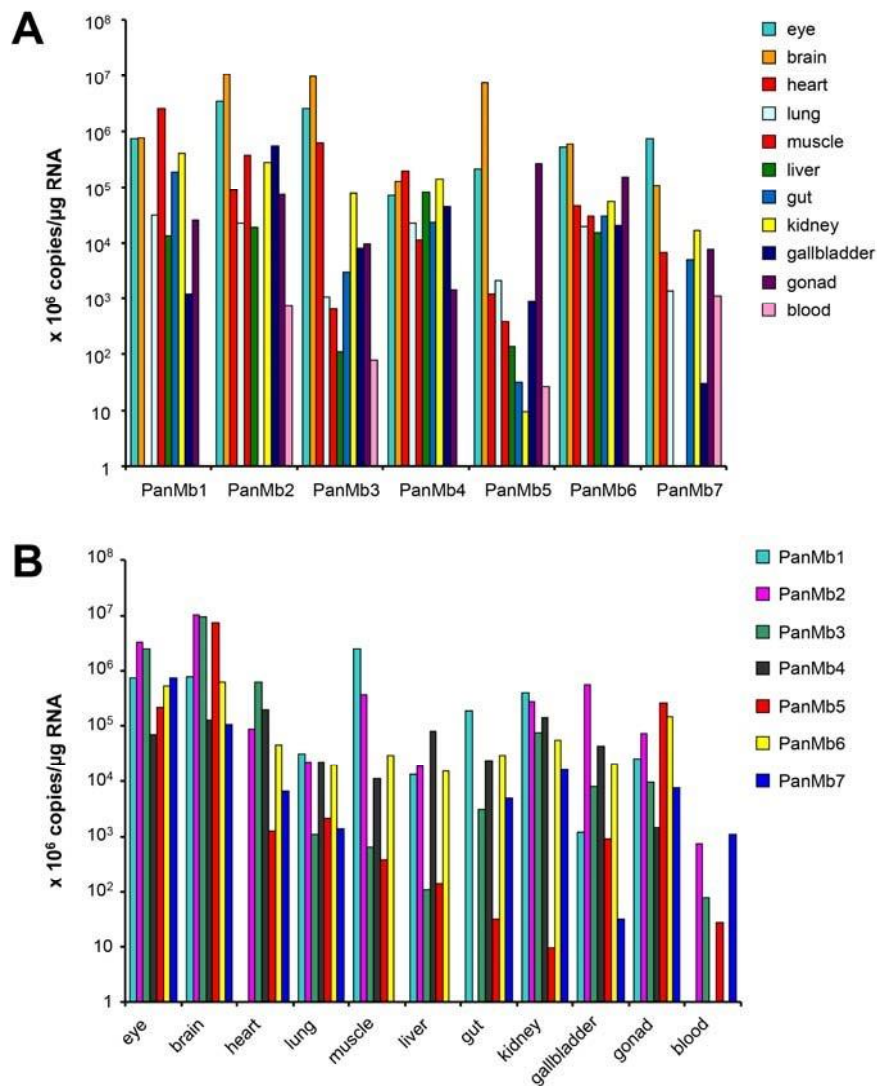 A
x 10⁶ copies/µg RNA
10⁸
10⁷
10⁶
10⁵
10⁴
10³
10²
10
1
PanMb1 PanMb2 PanMb3 PanMb4 PanMb5 PanMb6 PanMb7
eye
brain
heart
lung
muscle
liver
gut
kidney
gallbladder
gonad
blood
B
x 10⁶ copies/µg RNA
10⁸
10⁷
10⁶
10⁵
10⁴
10³
10²
10
1
eye brain heart lung muscle liver gut kidney gallbladder gonad blood
PanMb1
PanMb2
PanMb3
PanMb4
PanMb5
PanMb6
PanMb7